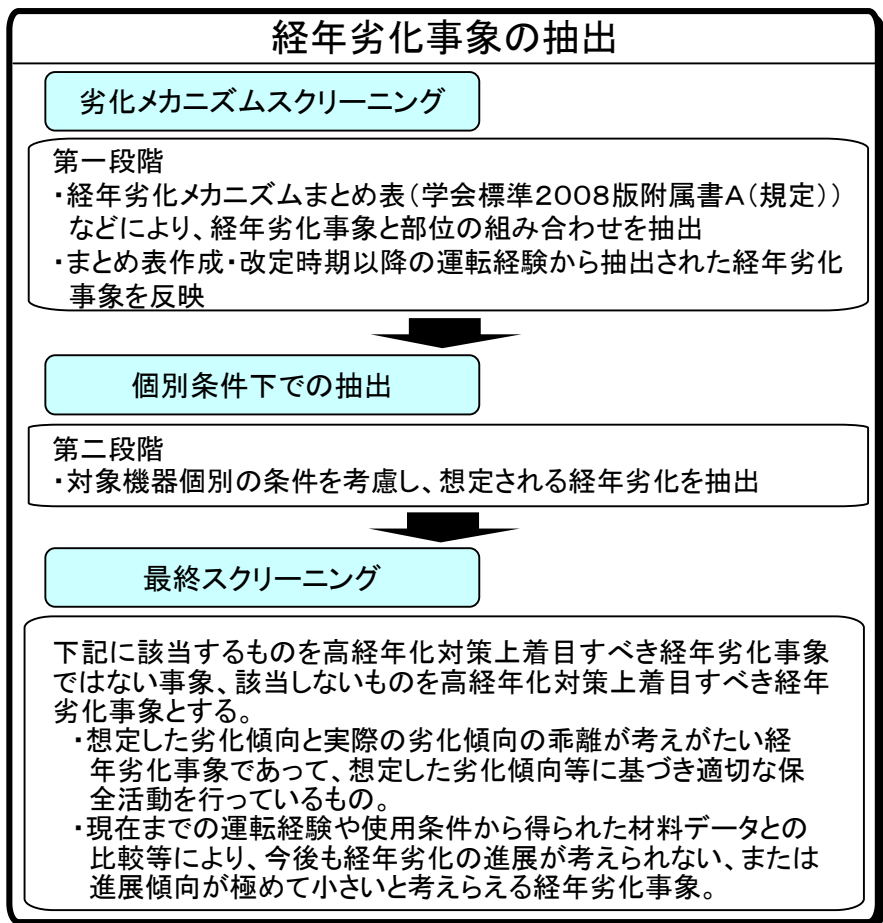 経年劣化事象の抽出
劣化メカニズムスクリーニング
第一段階
・経年劣化メカニズムまとめ表(学会標準2008版附属書A(規定))
などにより、経年劣化事象と部位の組み合わせを抽出
・まとめ表作成・改定時期以降の運転経験から抽出された経年劣化
事象を反映
個別条件下での抽出
第二段階
・対象機器個別の条件を考慮し、想定される経年劣化を抽出
最終スクリーニング
下記に該当するものを高経年化対策上着目すべき経年劣化事象
ではない事象、該当しないものを高経年化対策上着目すべき経年
劣化事象とする。
・想定した劣化傾向と実際の劣化傾向の乖離が考えがたい経
年劣化事象であって、想定した劣化傾向等に基づき適切な保
全活動を行っているもの。
・現在までの運転経験や使用条件から得られた材料データとの
比較等により、今後も経年劣化の進展が考えられない、または
進展傾向が極めて小さいと考えらえる経年劣化事象。